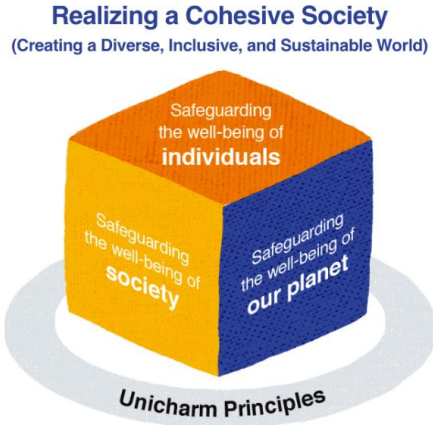 Realizing a Cohesive Society
(Creating a Diverse, Inclusive, and Sustainable World)
Safeguarding
the well-being of
individuals
Safeguarding
the well-being of
society
Safeguarding
the well-being of
our planet
Unicharm Principles